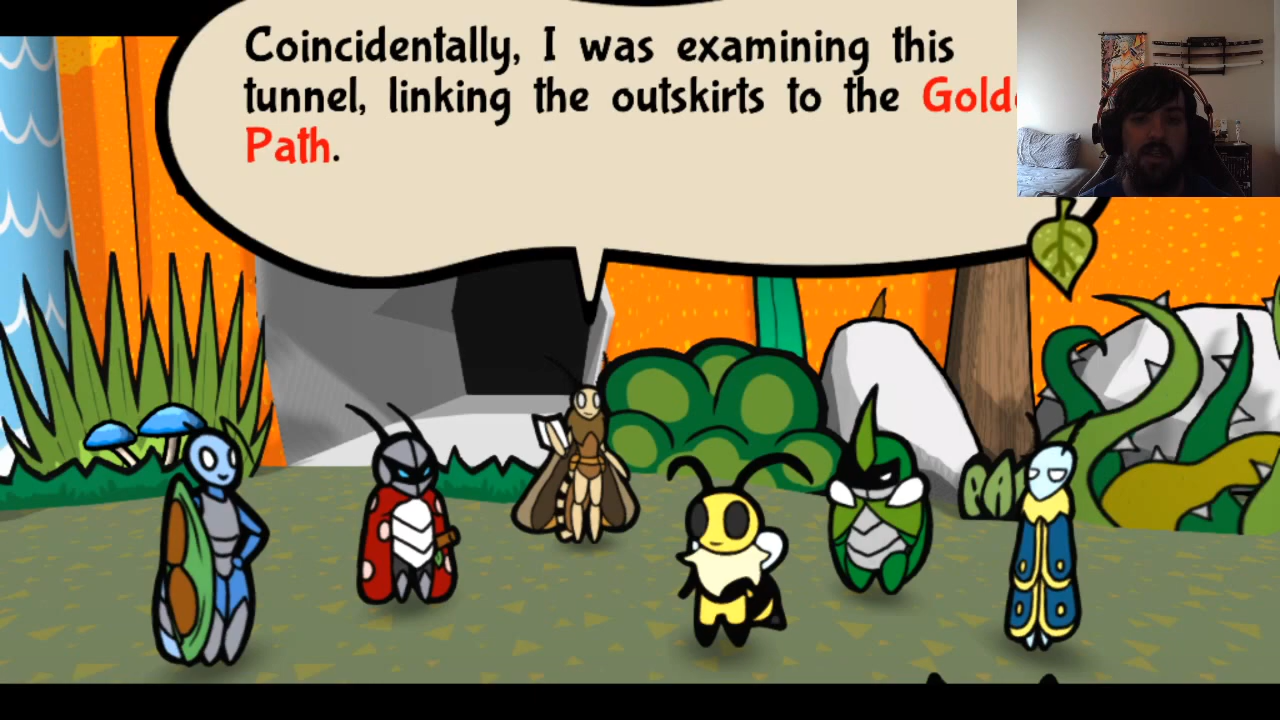 Coincidentally, I was examining this
tunnel, linking the outskirts to the
Path.